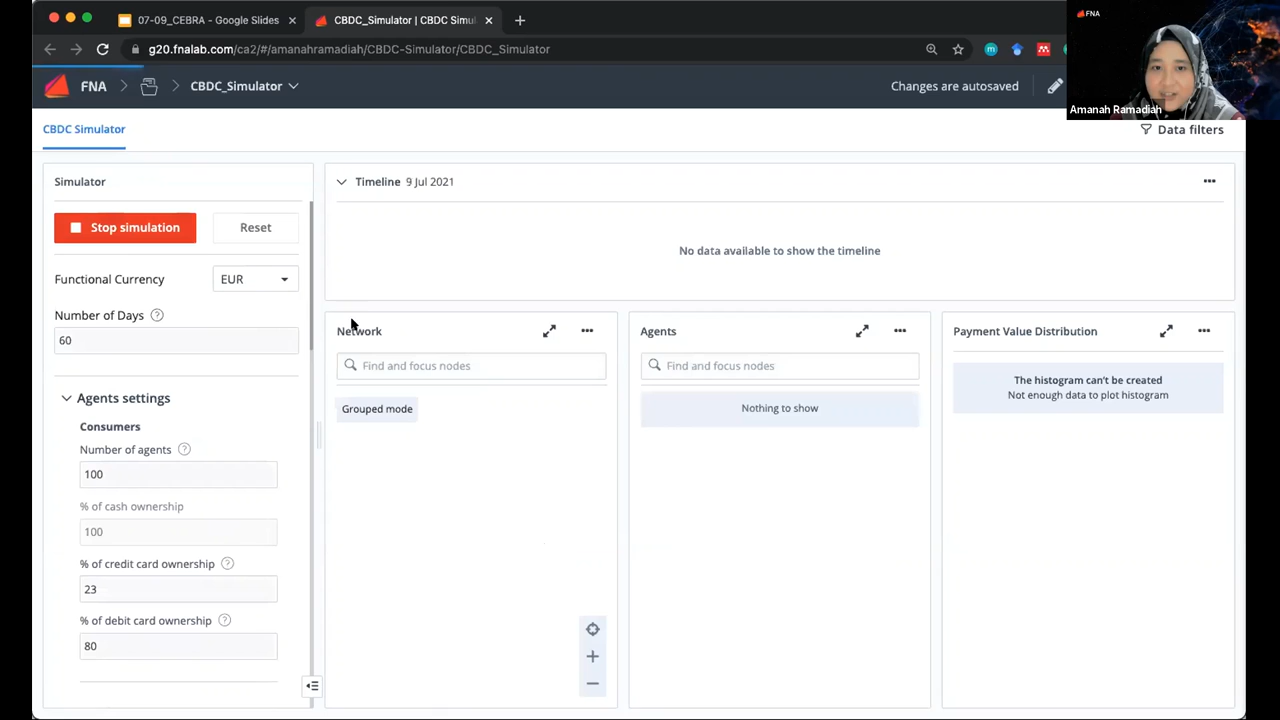 07-09_CEBRA - Google Slides
CBDC_Simulator | CBDC Simul
g20.fnalab.com/ca2/#/amanahramadiah/CBDC-Simulator/CBDC_Simulator
FNA
Amanah Ramadiah
FNA
CBDC_Simulator
Changes are autosaved
CBDC Simulator
Data filters
Simulator
Stop simulation
Reset
Functional Currency
EUR
Number of Days
60
Agents settings
Consumers
Number of agents
100
% of cash ownership
100
% of credit card ownership
23
% of debit card ownership
80
Timeline 9 Jul 2021
No data available to show the timeline
Network
Find and focus nodes
Grouped mode
Agents
Find and focus nodes
Nothing to show
Payment Value Distribution
The histogram can't be created
Not enough data to plot histogram